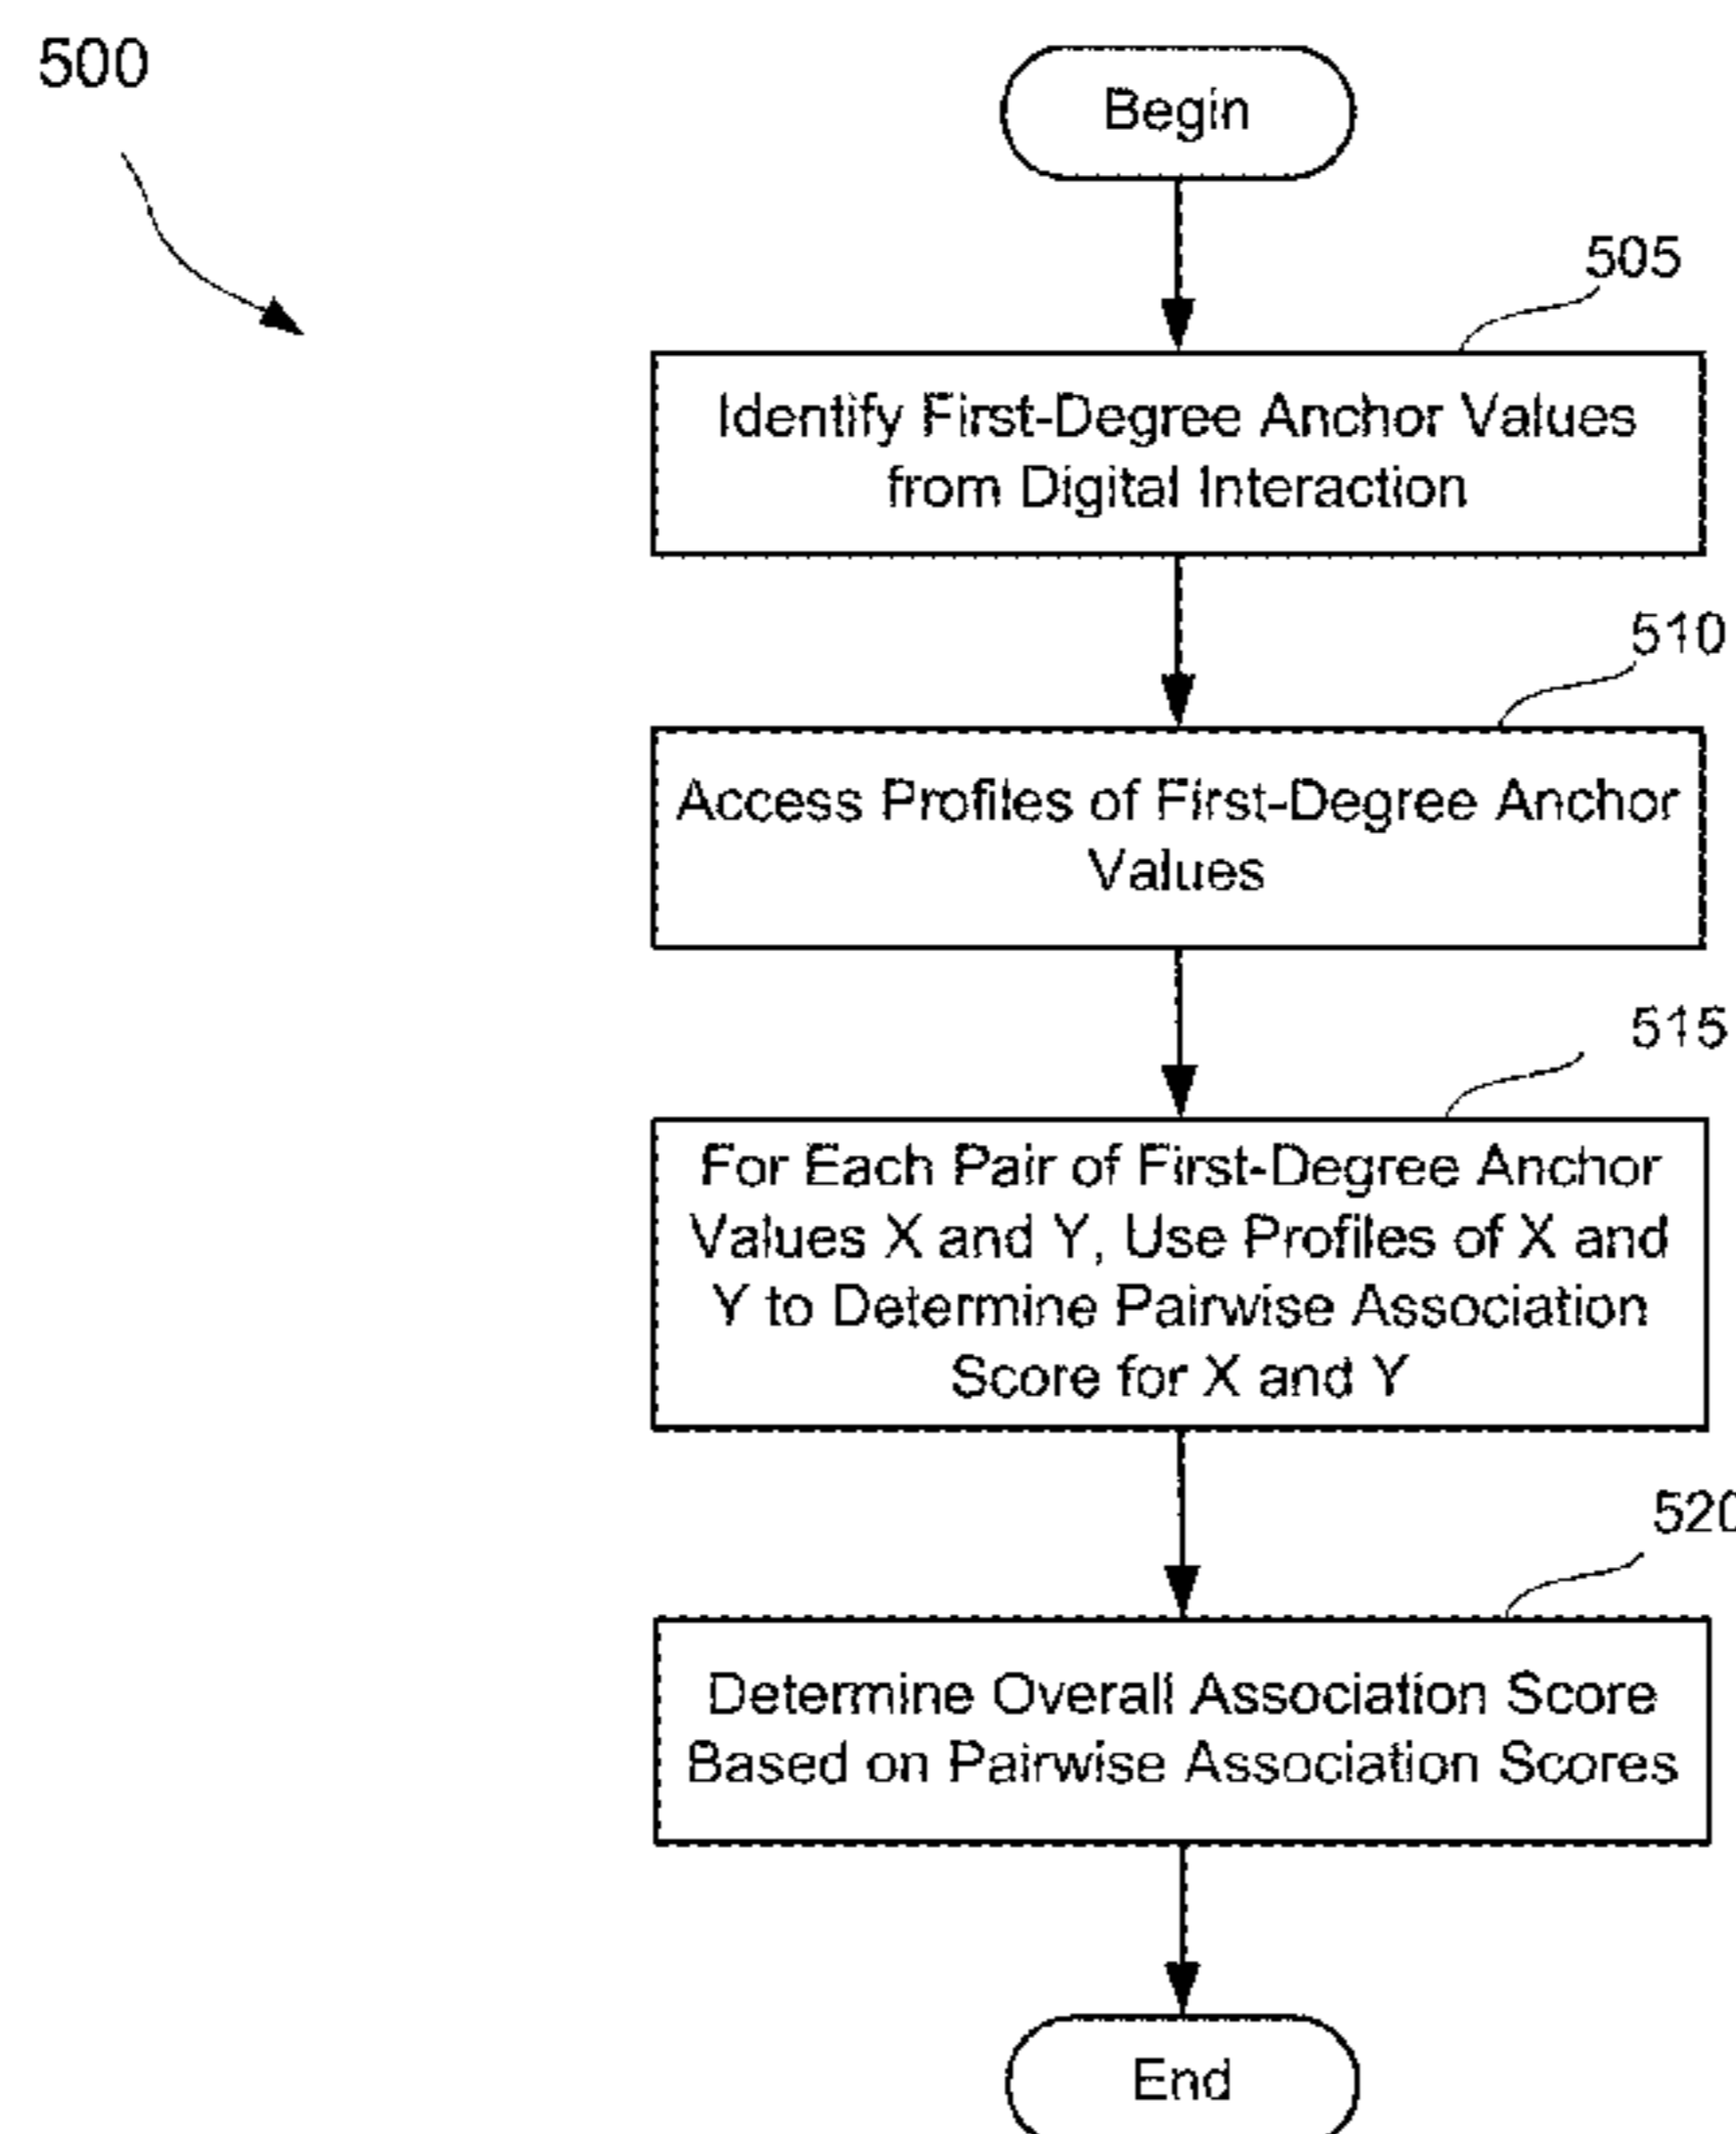 500
Begin
505
Identify First-Degree Anchor Values
from Digital Interaction
510
Access Profiles of First-Degree Anchor
Values
515
For Each Pair of First-Degree Anchor
Values X and Y, Use Profiles of X and
Y to Determine Pairwise Association
Score for X and Y
520
Determine Overall Association Score
Based on Pairwise Association Scores
End